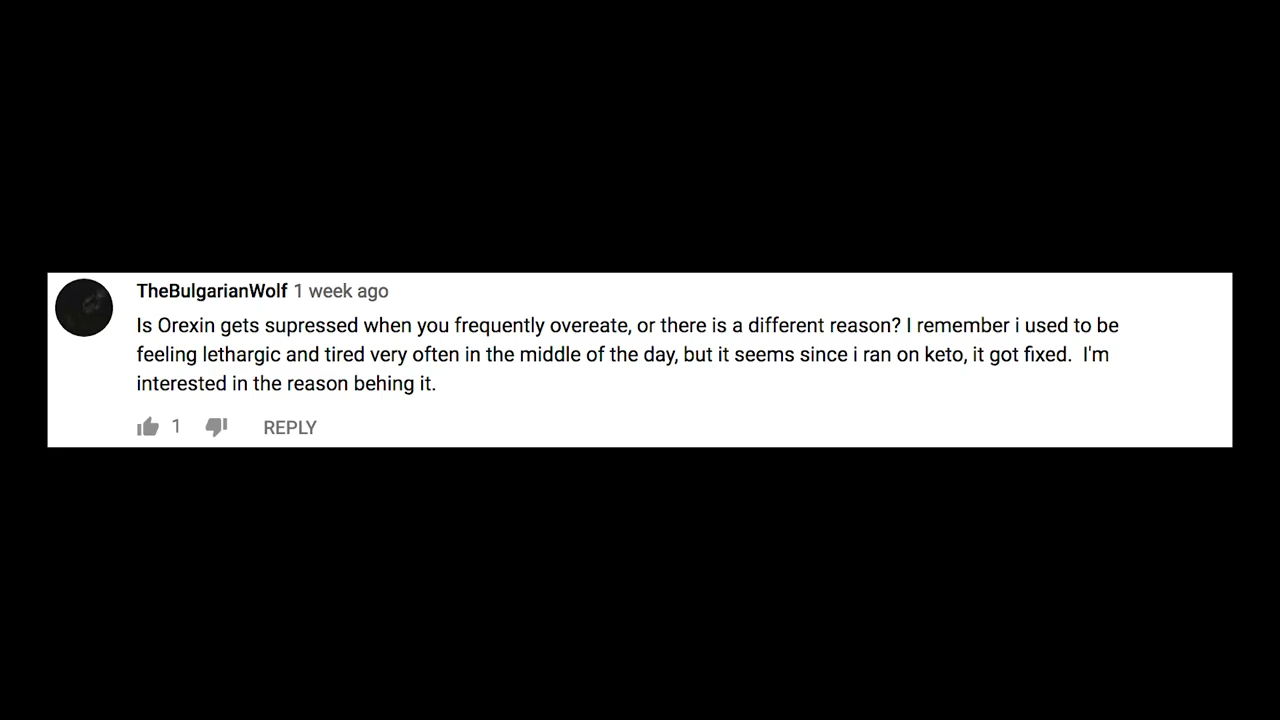 TheBulgarianWolf 1 week ago
Is Orexin gets supressed when you frequently overeate, or there is a different reason? I remember i used to be
feeling lethargic and tired very often in the middle of the day, but it seems since i ran on keto, it got fixed.  I'm
interested in the reason behing it.
1 REPLY